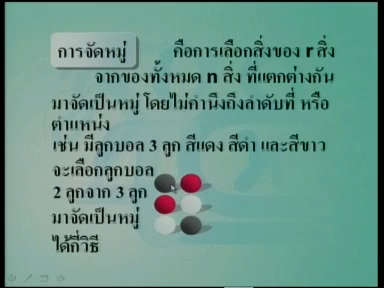 การจัดหมู่ คือการเลือกสิ่งของ r สิ่ง
จากของทั้งหมด n สิ่ง ที่แตกต่างกัน
มาจัดเป็นหมู่ โดยไม่คำนึงถึงลำดับที่ หรือ
ตำแหน่ง
เช่น มีลูกบอล 3 ลูก สีแดง สีดำ และสีขาว
จะเลือกลูกบอล
2 ลูกจาก 3 ลูก
มาจัดเป็นหมู่
ได้กี่วิธี